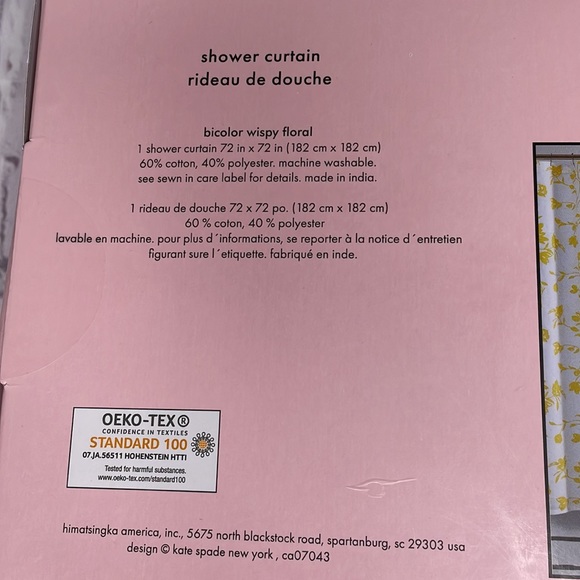 shower curtain
rideau de douche
bicolor wispy floral
1 shower curtain 72 in x 72 in (182 cm x 182 cm)
60% cotton, 40% polyester. machine washable.
see sewn in care label for details. made in india.
1 rideau de douche 72 x 72 po. (182 cm x 182 cm)
60 % coton, 40 % polyester
lavable en machine. pour plus d´informations, se reporter à la notice d´entretien
figurant sure l´etiquette. fabriqué en inde.
OEKO-TEX®
CONFIDENCE IN TEXTILES
STANDARD 100
07.JA.56511 HOHENSTEIN HTTI
Tested for harmful substances.
www.oeko-tex.com/standard100
himatsingka america, inc., 5675 north blackstock road, spartanburg, sc 29303 usa
design © kate spade new york , ca07043